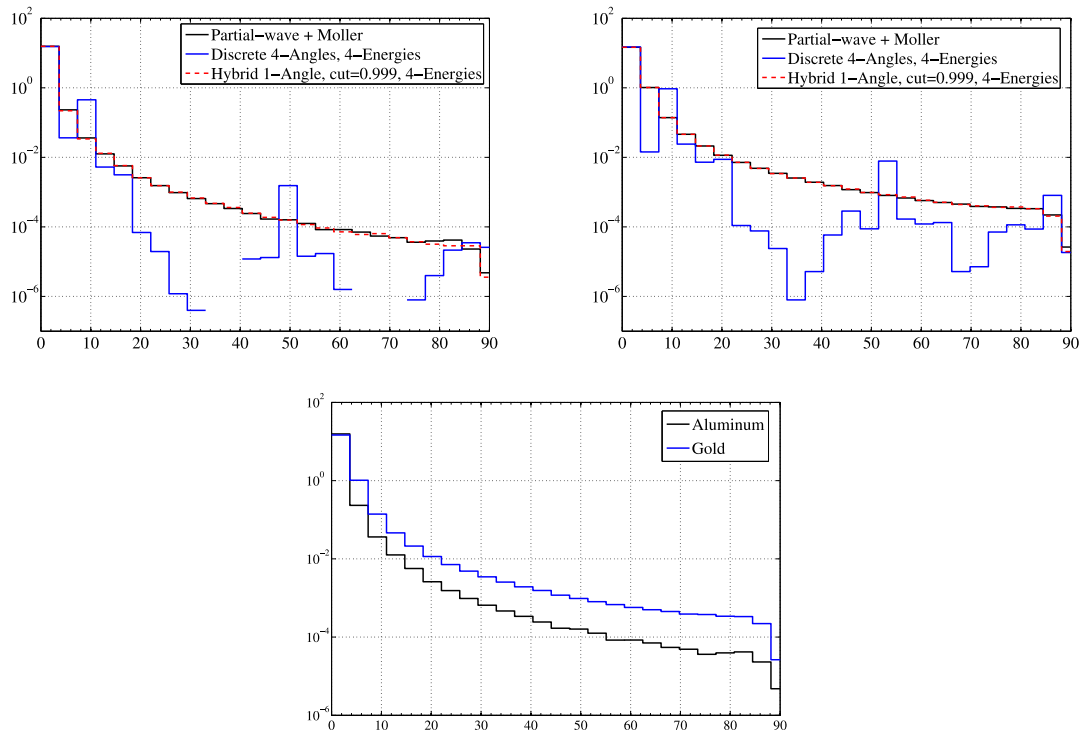 10^2
10^0
10^-2
10^-4
10^-6
0 10 20 30 40 50 60 70 80 90
Partial-wave + Moller
Discrete 4-Angles, 4-Energies
Hybrid 1-Angle, cut=0.999, 4-Energies
10^2
10^0
10^-2
10^-4
10^-6
0 10 20 30 40 50 60 70 80 90
Partial-wave + Moller
Discrete 4-Angles, 4-Energies
Hybrid 1-Angle, cut=0.999, 4-Energies
10^2
10^0
10^-2
10^-4
10^-6
0 10 20 30 40 50 60 70 80 90
Aluminum
Gold